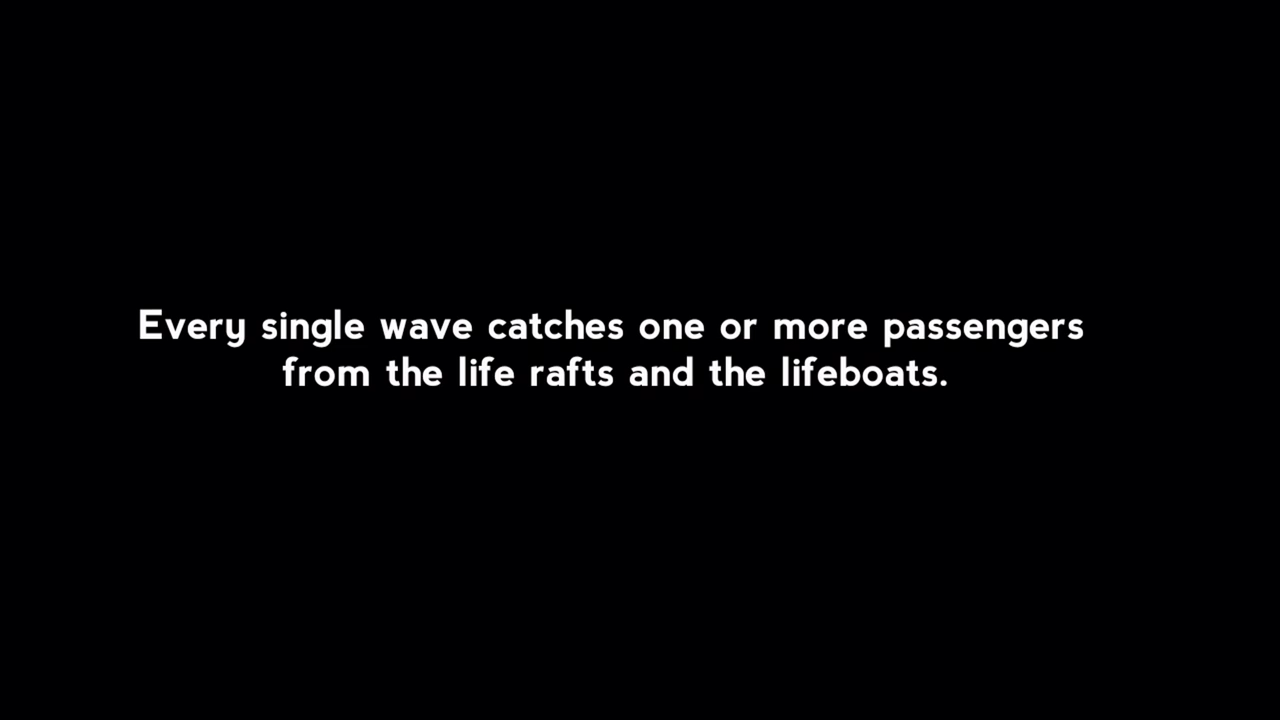 Every single wave catches one or more passengers
from the life rafts and the lifeboats.